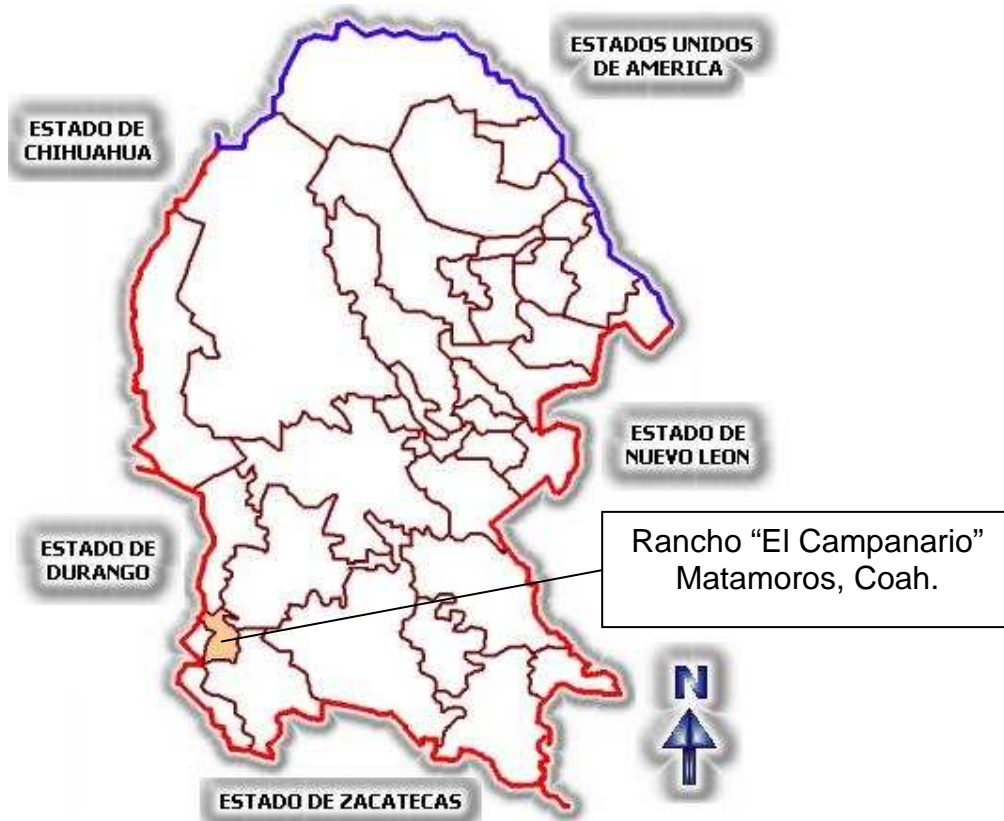 ESTADOS UNIDOS
DE AMERICA
ESTADO DE
CHIHUAHUA
ESTADO DE
NUEVO LEON
ESTADO DE
DURANGO
Rancho “El Campanario”
Matamoros, Coah.
N
ESTADO DE ZACATECAS